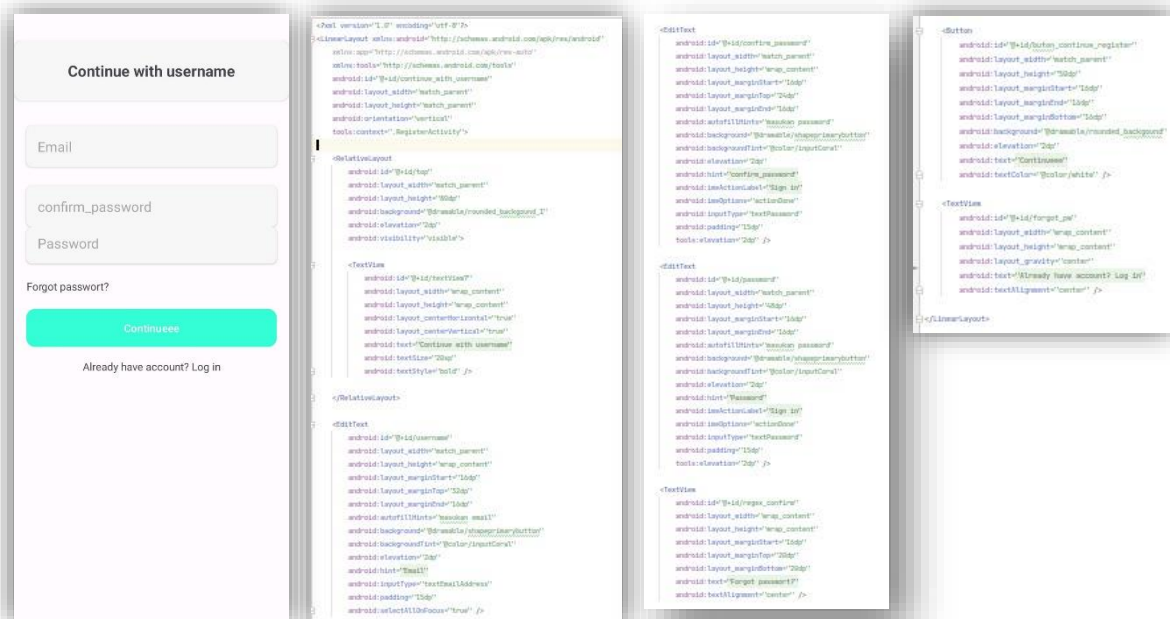 Continue with username
Email
confirm_password
Password
Forgot passwort?
Continueee
Already have account? Log in
<?xml version="1.0" encoding="utf-8"?>
<LinearLayout xmlns:android="http://schemas.android.com/apk/res/android"
xmlns:app="http://schemas.android.com/apk/res-auto"
xmlns:tools="http://schemas.android.com/tools"
android:id="@+id/continue_with_username"
android:layout_width="match_parent"
android:layout_height="match_parent"
android:orientation="vertical"
tools:context=".RegisterActivity">
<RelativeLayout
android:id="@+id/top"
android:layout_width="match_parent"
android:layout_height="80dp"
android:background="@drawable/rounded_backgound_1"
android:elevation="2dp"
android:visibility="visible">
<TextView
android:id="@+id/textView7"
android:layout_width="wrap_content"
android:layout_height="wrap_content"
android:layout_centerHorizontal="true"
android:layout_centerVertical="true"
android:text="Continue with username"
android:textSize="20sp"
android:textStyle="bold" />
</RelativeLayout>
<EditText
android:id="@+id/username"
android:layout_width="match_parent"
android:layout_height="wrap_content"
android:layout_marginStart="16dp"
android:layout_marginTop="32dp"
android:layout_marginEnd="16dp"
android:autofillHints="masukan email"
android:background="@drawable/shapeprimarybutton"
android:backgroundTint="@color/inputCoral"
android:elevation="2dp"
android:hint="Email"
android:inputType="textEmailAddress"
android:padding="15dp"
android:selectAllOnFocus="true" />
<EditText
android:id="@+id/confirm_password"
android:layout_width="match_parent"
android:layout_height="wrap_content"
android:layout_marginStart="16dp"
android:layout_marginTop="24dp"
android:layout_marginEnd="16dp"
android:autofillHints="masukan password"
android:background="@drawable/shapeprimarybutton"
android:backgroundTint="@color/inputCoral"
android:elevation="2dp"
android:hint="confirm_password"
android:imeActionLabel="Sign in"
android:imeOptions="actionDone"
android:inputType="textPassword"
android:padding="15dp"
tools:elevation="2dp" />
<EditText
android:id="@+id/password"
android:layout_width="match_parent"
android:layout_height="48dp"
android:layout_marginStart="16dp"
android:layout_marginEnd="16dp"
android:autofillHints="masukan password"
android:background="@drawable/shapeprimarybutton"
android:backgroundTint="@color/inputCoral"
android:elevation="2dp"
android:hint="Password"
android:imeActionLabel="Sign in"
android:imeOptions="actionDone"
android:inputType="textPassword"
android:padding="15dp"
tools:elevation="2dp" />
<TextView
android:id="@+id/regex_confirm"
android:layout_width="wrap_content"
android:layout_height="wrap_content"
android:layout_marginStart="16dp"
android:layout_marginTop="20dp"
android:layout_marginBottom="20dp"
android:text="Forgot passwort?"
android:textAlignment="center" />
<Button
android:id="@+id/buton_continue_register"
android:layout_width="match_parent"
android:layout_height="50dp"
android:layout_marginStart="16dp"
android:layout_marginEnd="16dp"
android:layout_marginBottom="16dp"
android:background="@drawable/rounded_backgound"
android:elevation="2dp"
android:text="Continueee"
android:textColor="@color/white" />
<TextView
android:id="@+id/forgot_pw"
android:layout_width="wrap_content"
android:layout_height="wrap_content"
android:layout_gravity="center"
android:text="Already have account? Log in"
android:textAlignment="center" />
</LinearLayout>